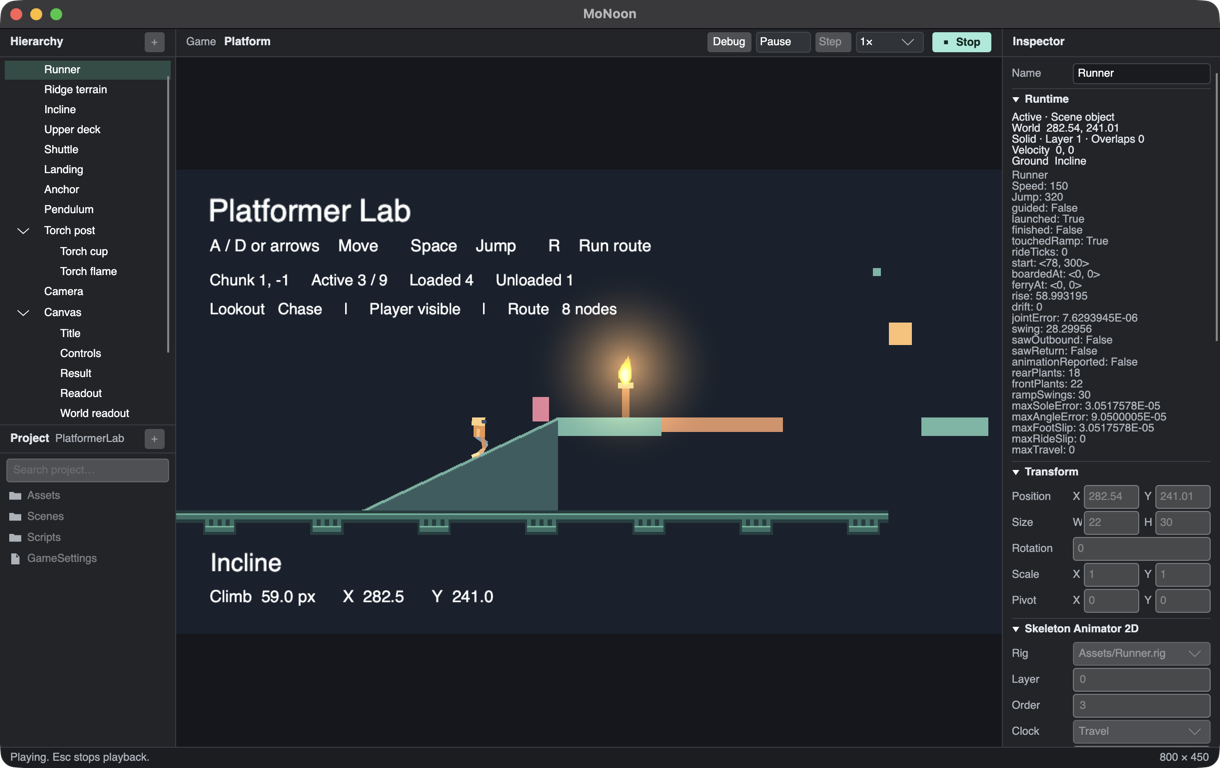 MoNoon
Hierarchy +
Runner
Ridge terrain
Incline
Upper deck
Shuttle
Landing
Anchor
Pendulum
Torch post
Torch cup
Torch flame
Camera
Canvas
Title
Controls
Result
Readout
World readout
Project PlatformerLab +
Search project...
Assets
Scenes
Scripts
GameSettings
Game Platform Debug Pause Step 1× Stop
Platformer Lab
A / D or arrows Move Space Jump R Run route
Chunk 1, -1 Active 3 / 9 Loaded 4 Unloaded 1
Lookout Chase | Player visible | Route 8 nodes
Incline
Climb 59.0 px X 282.5 Y 241.0
Inspector
Name Runner
Runtime
Active · Scene object
World 282.54, 241.01
Solid · Layer 1 · Overlaps 0
Velocity 0, 0
Ground Incline
Runner
Speed: 150
Jump: 320
guided: False
launched: True
finished: False
touchedRamp: True
rideTicks: 0
start: <78, 300>
boardedAt: <0, 0>
ferryAt: <0, 0>
rise: 58.993195
drift: 0
jointError: 7.6293945E-06
swing: 28.29956
sawOutbound: False
sawReturn: False
animationReported: False
rearPlants: 18
frontPlants: 22
rampSwings: 30
maxSoleError: 3.0517578E-05
maxAngleError: 9.0500005E-05
maxFootSlip: 3.0517578E-05
maxRideSlip: 0
maxTravel: 0
Transform
Position X 282.54 Y 241.01
Size W 22 H 30
Rotation 0
Scale X 1 Y 1
Pivot X 0 Y 0
Skeleton Animator 2D
Rig Assets/Runner.rig
Layer 0
Order 3
Clock Travel
Playing. Esc stops playback. 800 × 450